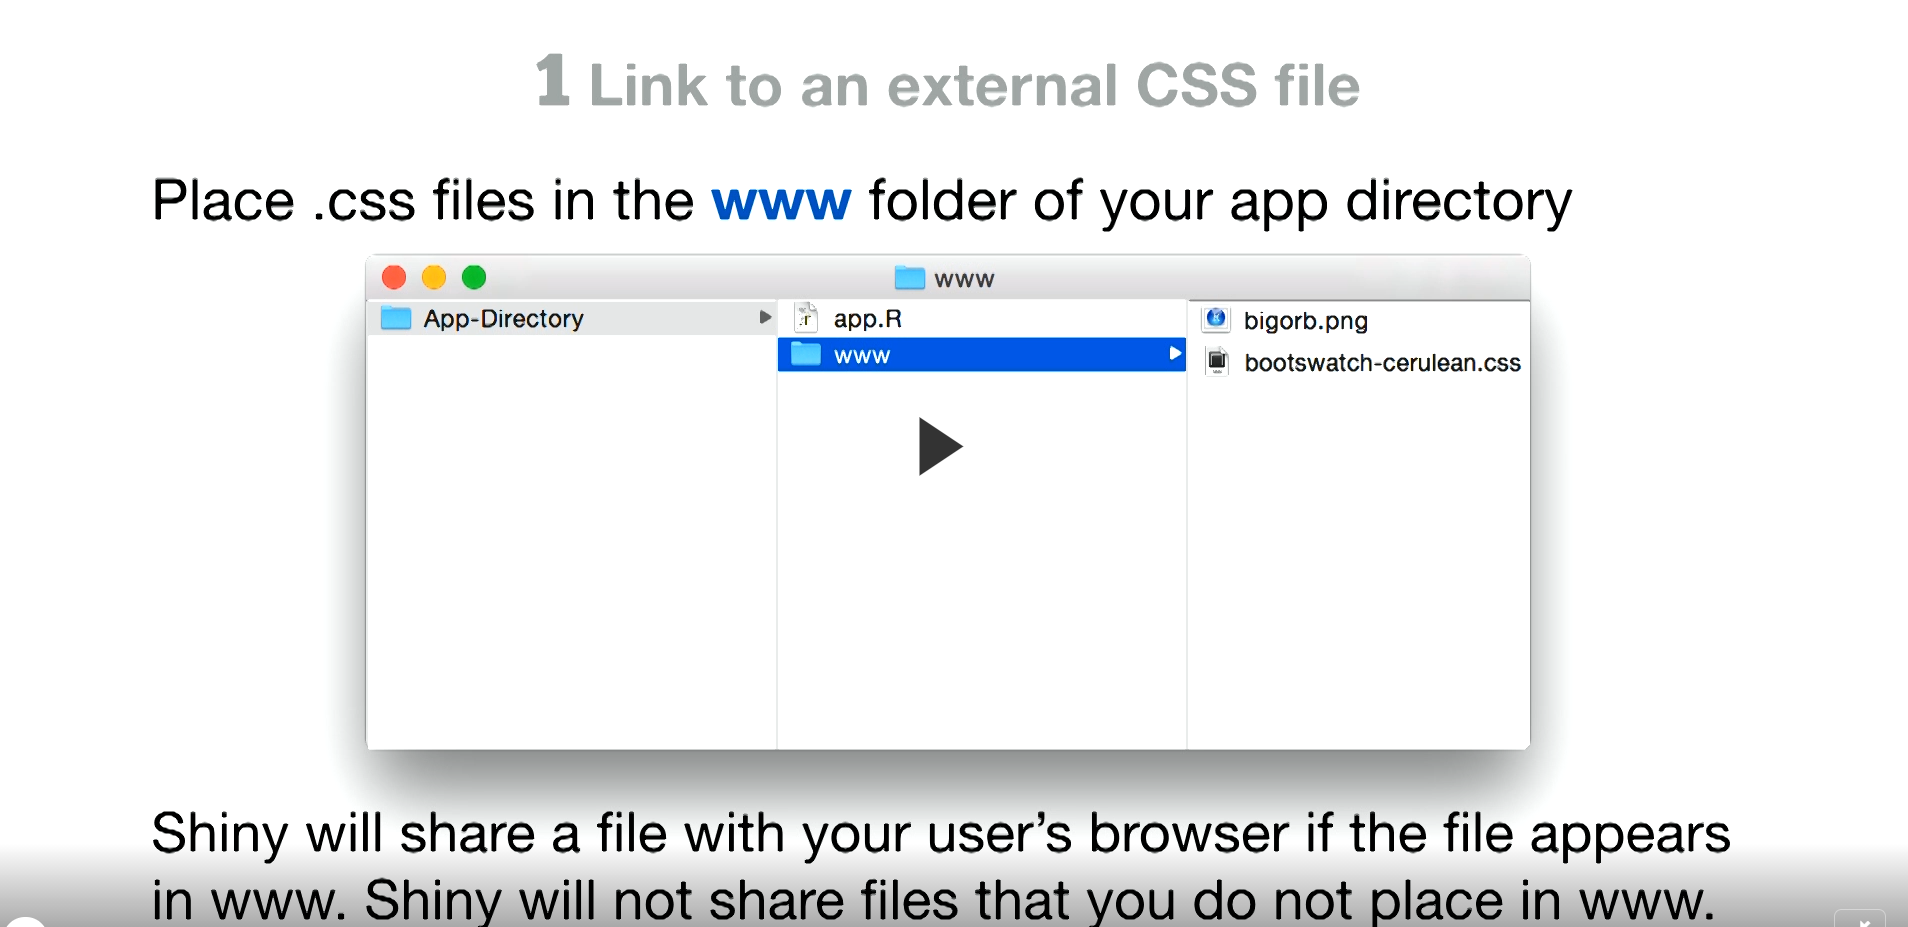 1 Link to an external CSS file
Place .css files in the www folder of your app directory
www
App-Directory
app.R
www
bigorb.png
bootswatch-cerulean.css
Shiny will share a file with your user’s browser if the file appears
in www. Shiny will not share files that you do not place in www.